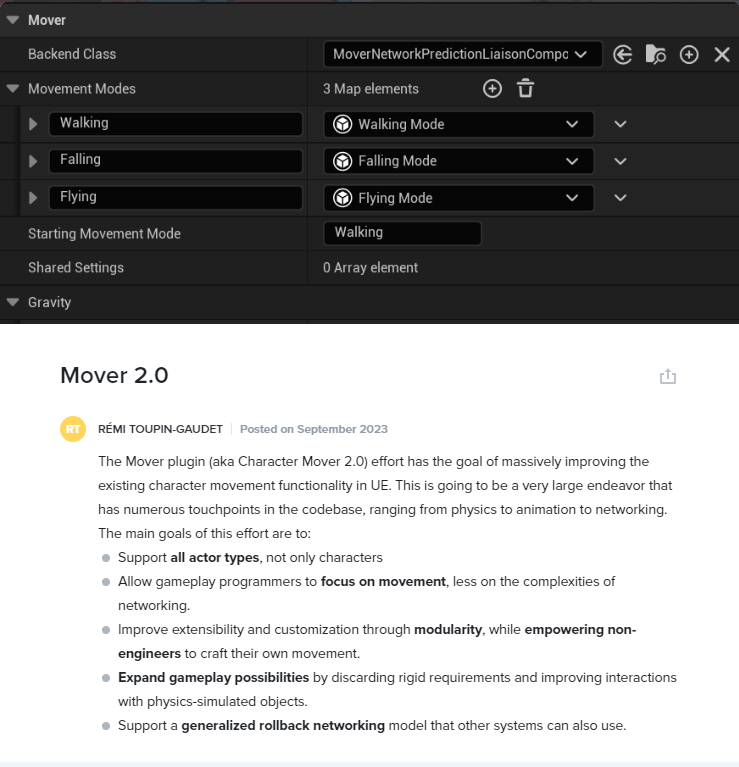 Mover
Backend Class
MoverNetworkPredictionLiaisonCompo
Movement Modes
3 Map elements
Walking
Walking Mode
Falling
Falling Mode
Flying
Flying Mode
Starting Movement Mode
Walking
Shared Settings
0 Array element
Gravity
Mover 2.0
RT
RÉMI TOUPIN-GAUDET
Posted on September 2023
The Mover plugin (aka Character Mover 2.0) effort has the goal of massively improving the
existing character movement functionality in UE. This is going to be a very large endeavor that
has numerous touchpoints in the codebase, ranging from physics to animation to networking.
The main goals of this effort are to:
Support all actor types, not only characters
Allow gameplay programmers to focus on movement, less on the complexities of
networking.
Improve extensibility and customization through modularity, while empowering non-
engineers to craft their own movement.
Expand gameplay possibilities by discarding rigid requirements and improving interactions
with physics-simulated objects.
Support a generalized rollback networking model that other systems can also use.